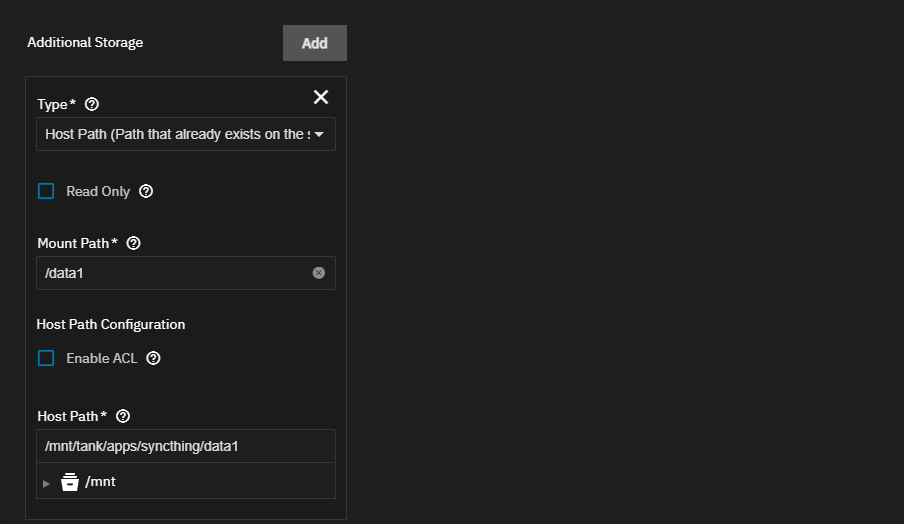 Additional Storage
Add
Type*
Host Path (Path that already exists on the s
Read Only
Mount Path*
/data1
Host Path Configuration
Enable ACL
Host Path*
/mnt/tank/apps/syncthing/data1
/mnt